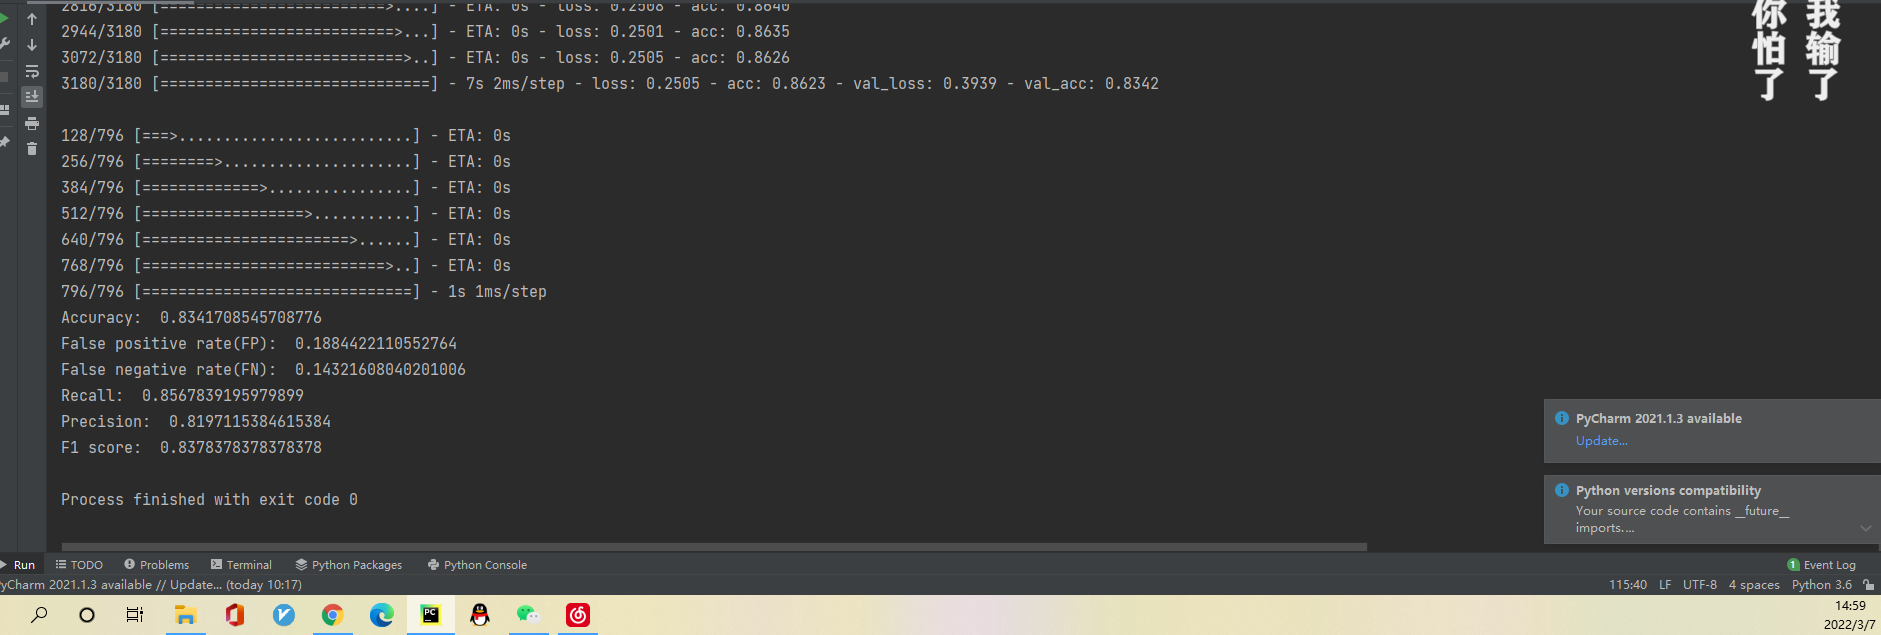 2816/3180 [=========================>....] - ETA: 0s - loss: 0.2508 - acc: 0.8640
2944/3180 [==========================>...] - ETA: 0s - loss: 0.2501 - acc: 0.8635
3072/3180 [===========================>..] - ETA: 0s - loss: 0.2505 - acc: 0.8626
3180/3180 [==============================] - 7s 2ms/step - loss: 0.2505 - acc: 0.8623 - val_loss: 0.3939 - val_acc: 0.8342
128/796 [===>..........................] - ETA: 0s
256/796 [========>.....................] - ETA: 0s
384/796 [=============>................] - ETA: 0s
512/796 [==================>...........] - ETA: 0s
640/796 [=======================>......] - ETA: 0s
768/796 [===========================>..] - ETA: 0s
796/796 [==============================] - 1s 1ms/step
Accuracy:  0.8341708545708776
False positive rate(FP):  0.1884422110552764
False negative rate(FN):  0.14321608040201006
Recall:  0.8567839195979899
Precision:  0.8197115384615384
F1 score:  0.8378378378378378
Process finished with exit code 0
我输了
你怕了
PyCharm 2021.1.3 available
Update...
Python versions compatibility
Your source code contains __future__
imports....
Run TODO Problems Terminal Python Packages Python Console 1 Event Log
yCharm 2021.1.3 available // Update... (today 10:17) 115:40 LF UTF-8 4 spaces Python 3.6
PC
14:59
2022/3/7